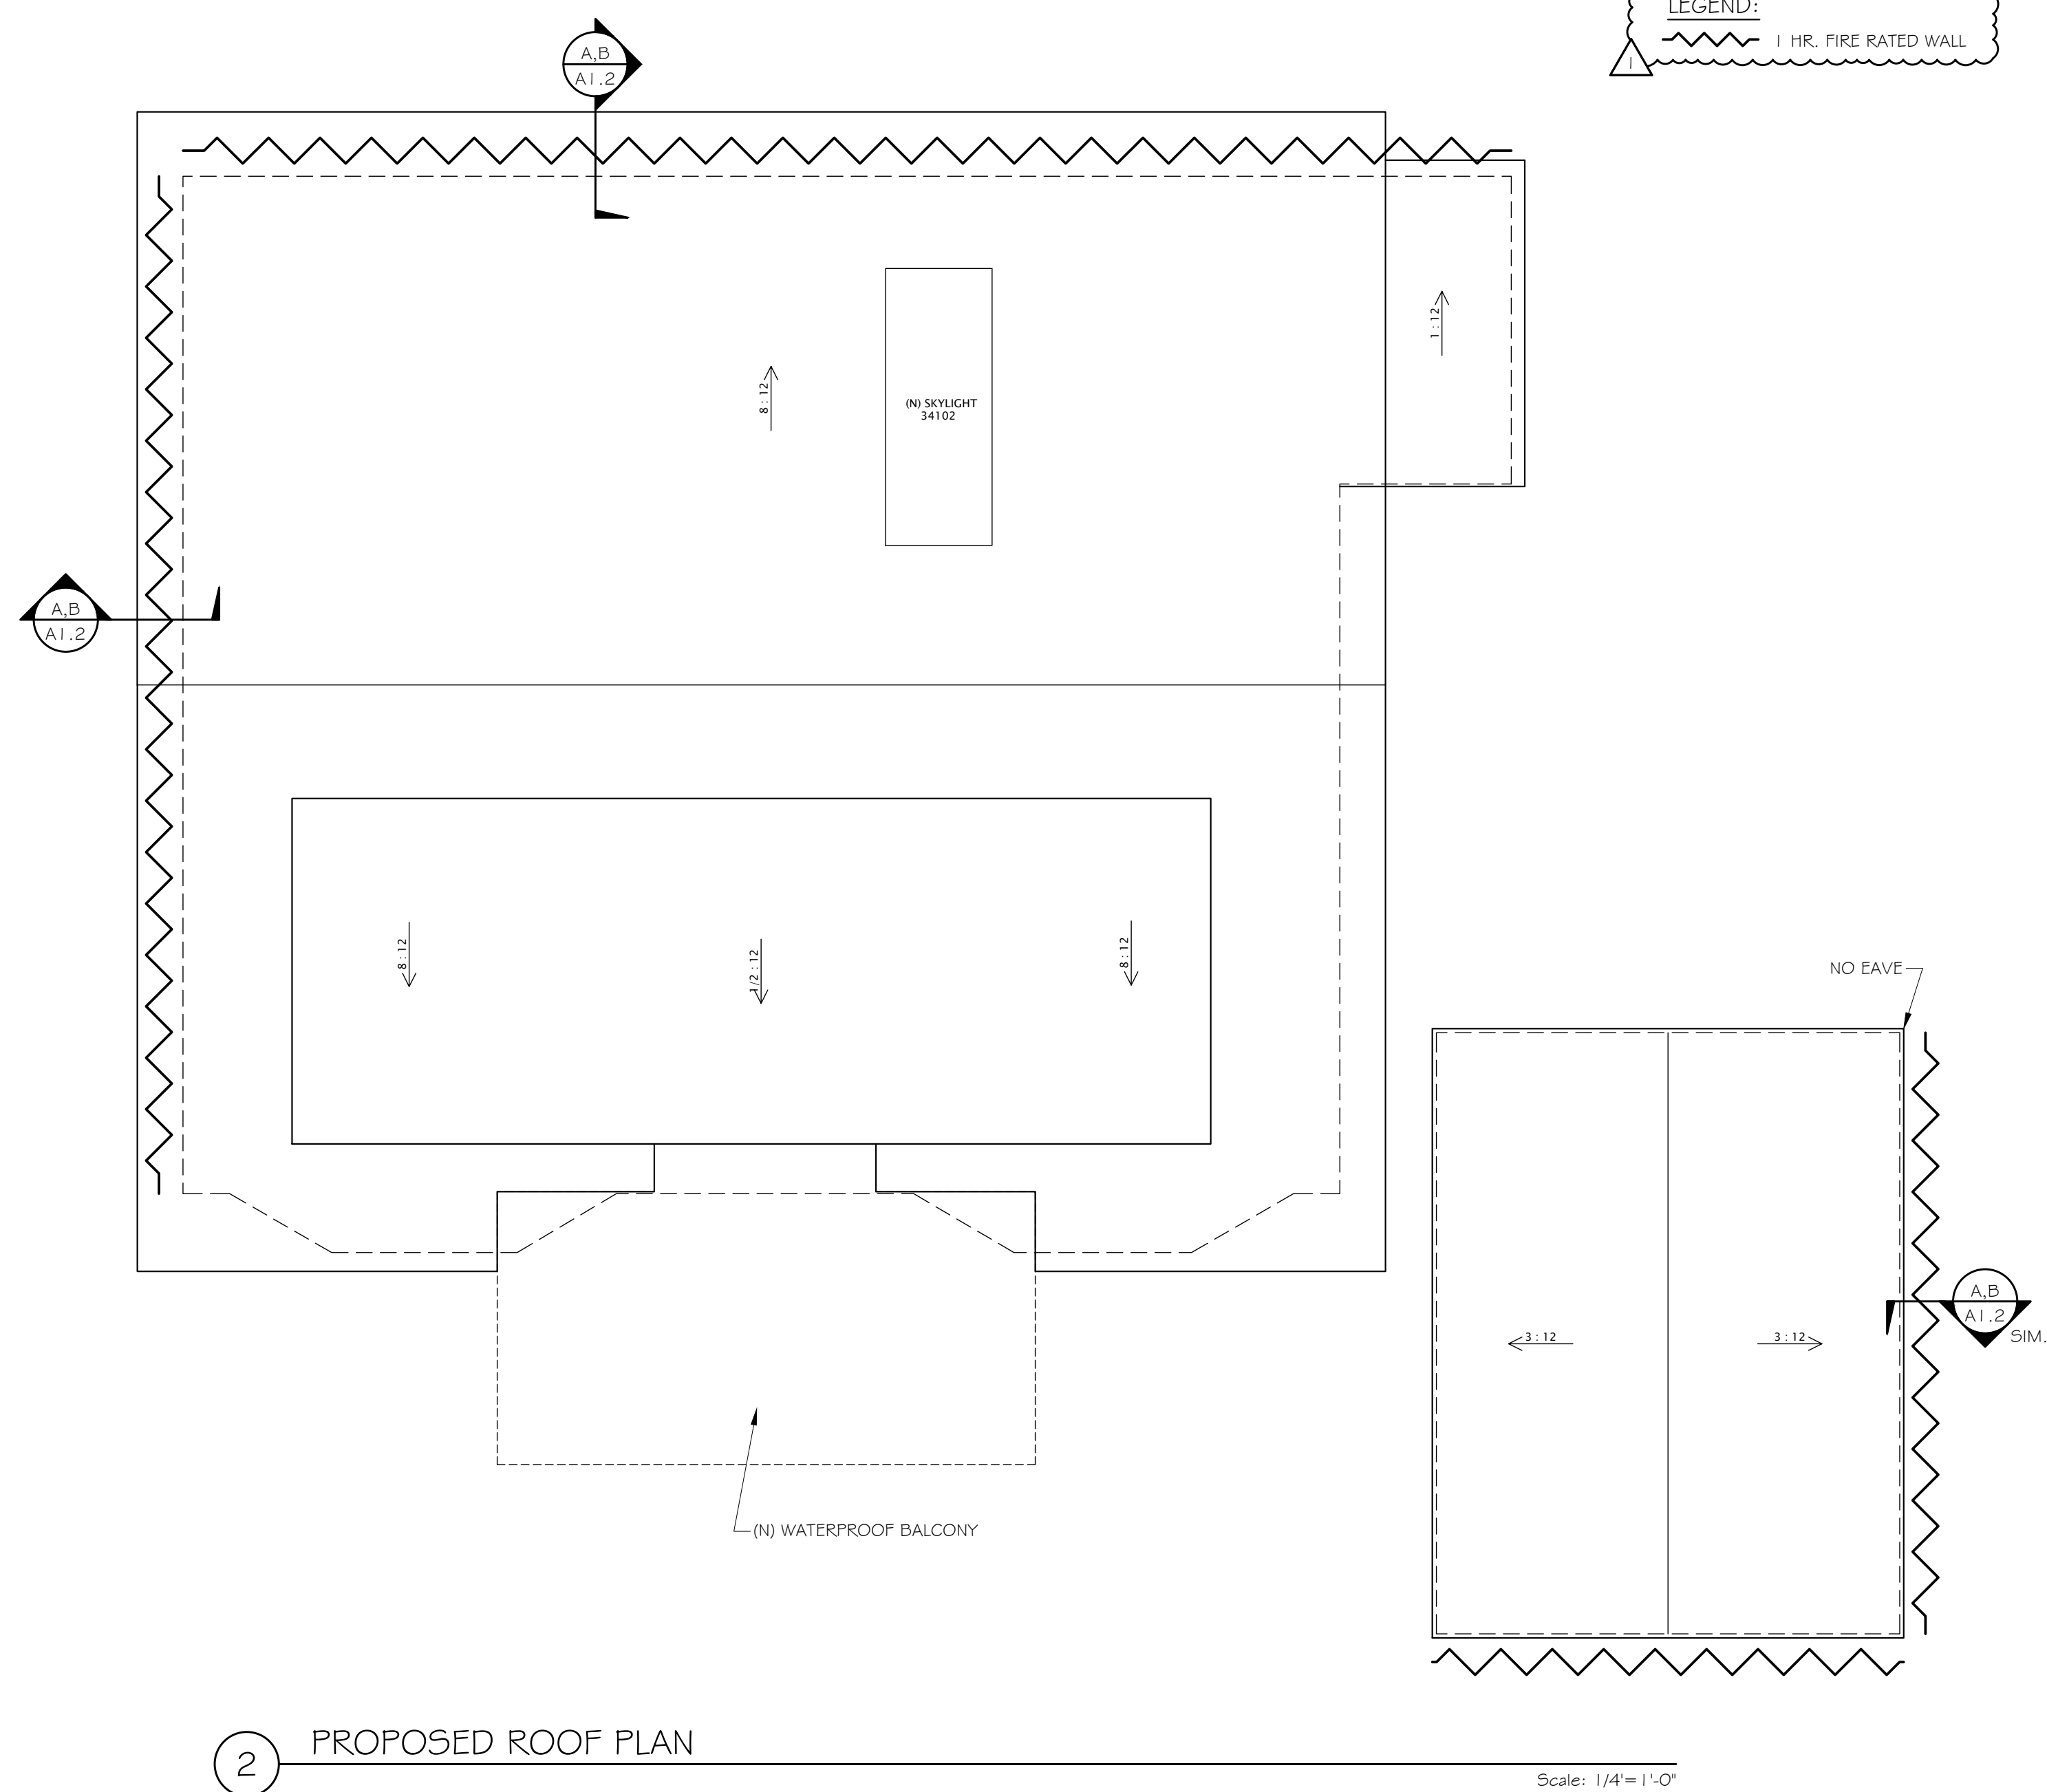 LEGEND:
1 HR. FIRE RATED WALL
1
A,B
A1.2
1 : 12
8 : 12
(N) SKYLIGHT
34102
A,B
A1.2
8 : 12
1/2 : 12
8 : 12
NO EAVE
A,B
A1.2
SIM.
3 : 12
3 : 12
(N) WATERPROOF BALCONY
2
PROPOSED ROOF PLAN
Scale: 1/4'=1'-0"